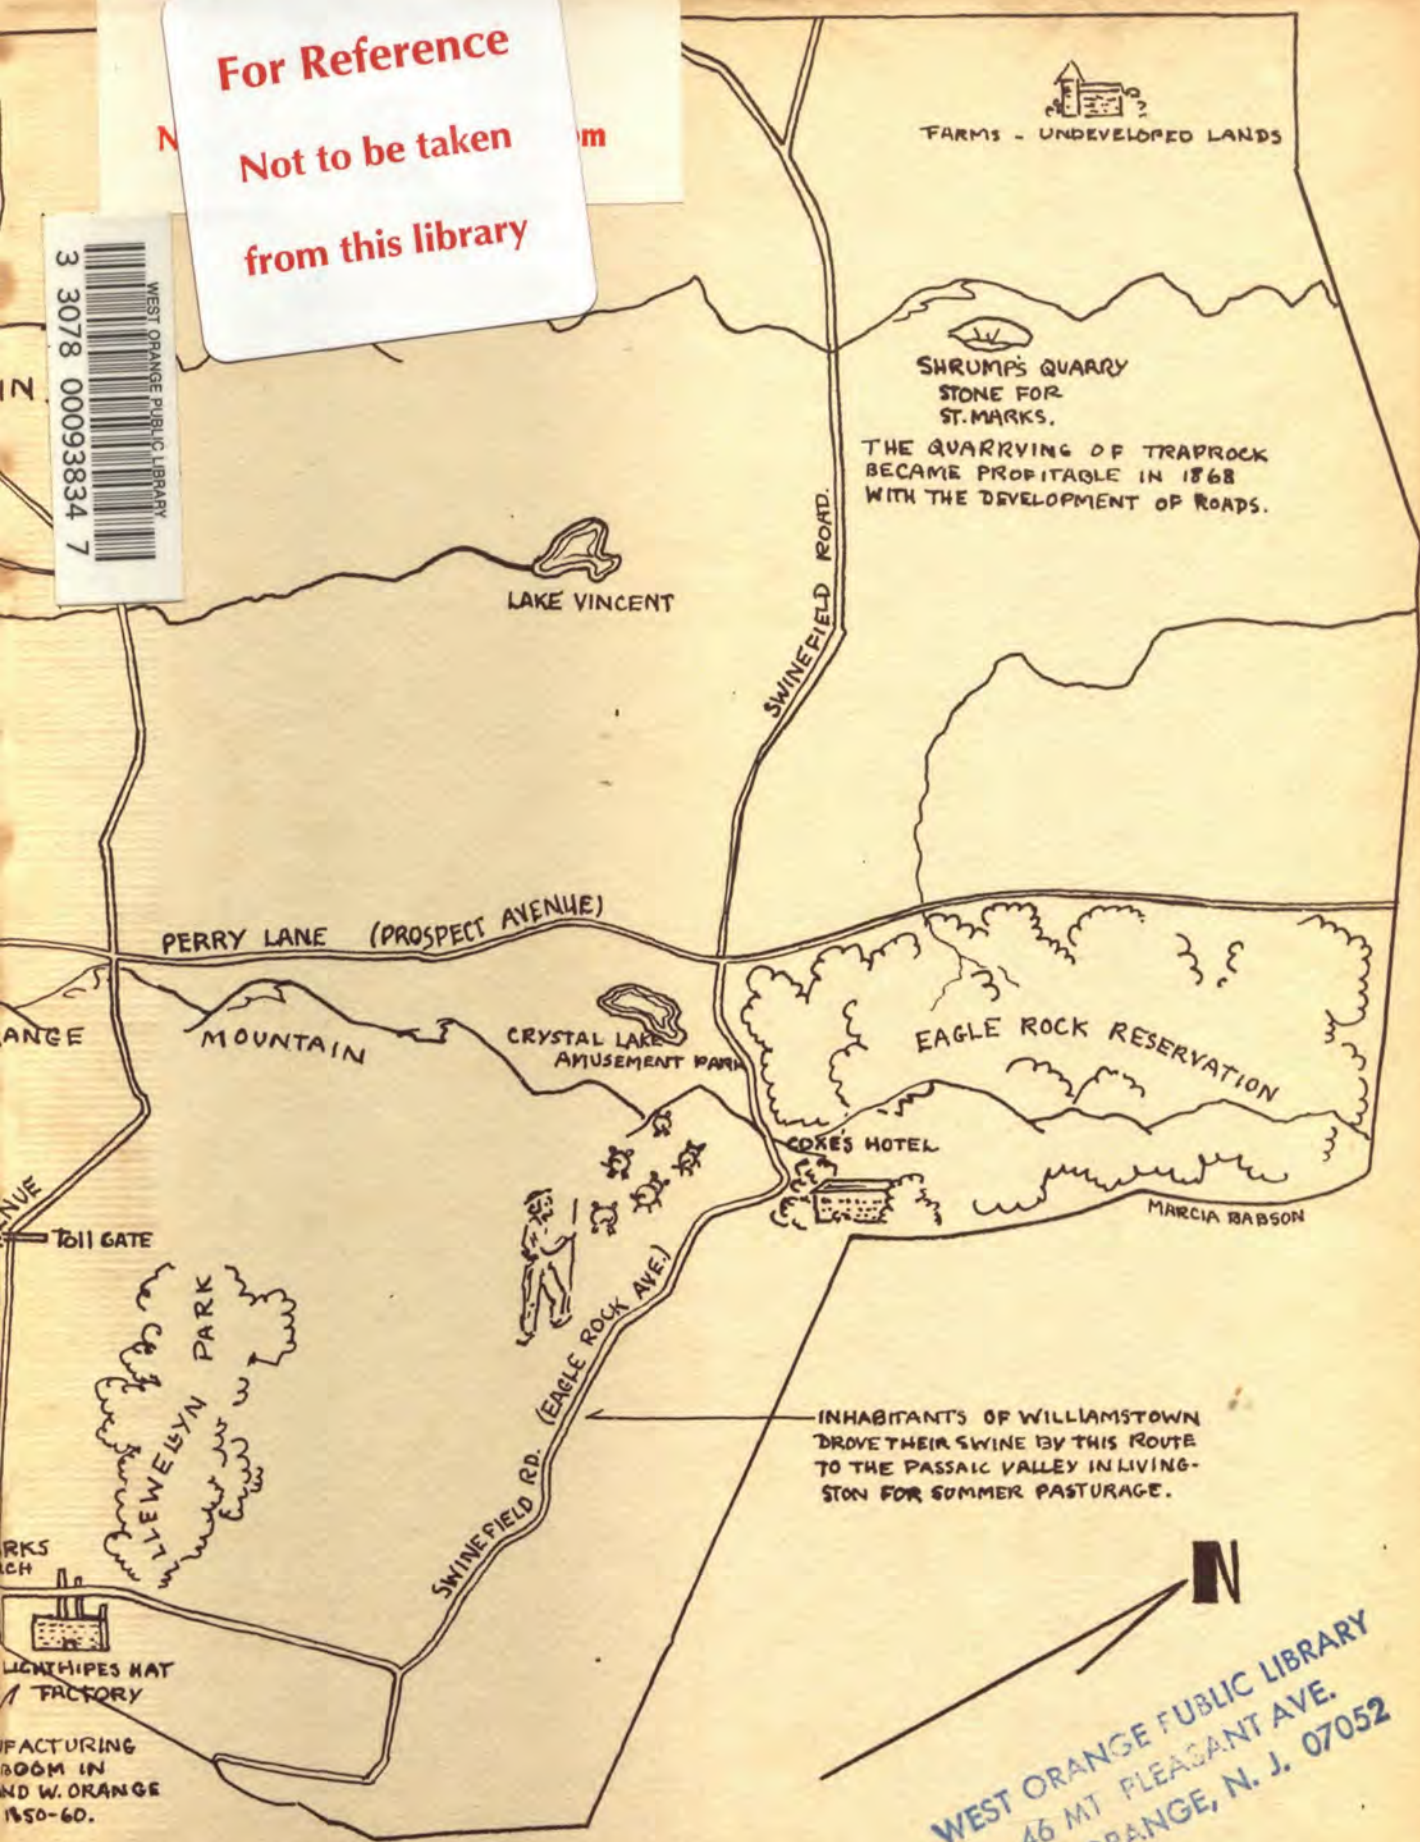 For Reference
Not to be taken
from this library
N
m
WEST ORANGE PUBLIC LIBRARY
3 3078 00093834 7
FARMS - UNDEVELOPED LANDS
IN
SHRUMP'S QUARRY
STONE FOR
ST. MARKS.
THE QUARRYING OF TRAPROCK
BECAME PROFITABLE IN 1868
WITH THE DEVELOPMENT OF ROADS.
LAKE VINCENT
SWINEFIELD ROAD.
PERRY LANE (PROSPECT AVENUE)
ANGE
MOUNTAIN
CRYSTAL LAKE
AMUSEMENT PARK
EAGLE ROCK RESERVATION
COXE'S HOTEL
MARCIA BABSON
NUE
Toll GATE
LLEWELLYN PARK
SWINEFIELD RD. (EAGLE ROCK AVE.)
INHABITANTS OF WILLIAMSTOWN
DROVE THEIR SWINE BY THIS ROUTE
TO THE PASSAIC VALLEY IN LIVING-
STON FOR SUMMER PASTURAGE.
RKS
CH
LIGHTHIPES HAT
FACTORY
UFACTURING
BOOM IN
ND W. ORANGE
1850-60.
N
WEST ORANGE PUBLIC LIBRARY
46 MT PLEASANT AVE.
ORANGE, N. J. 07052